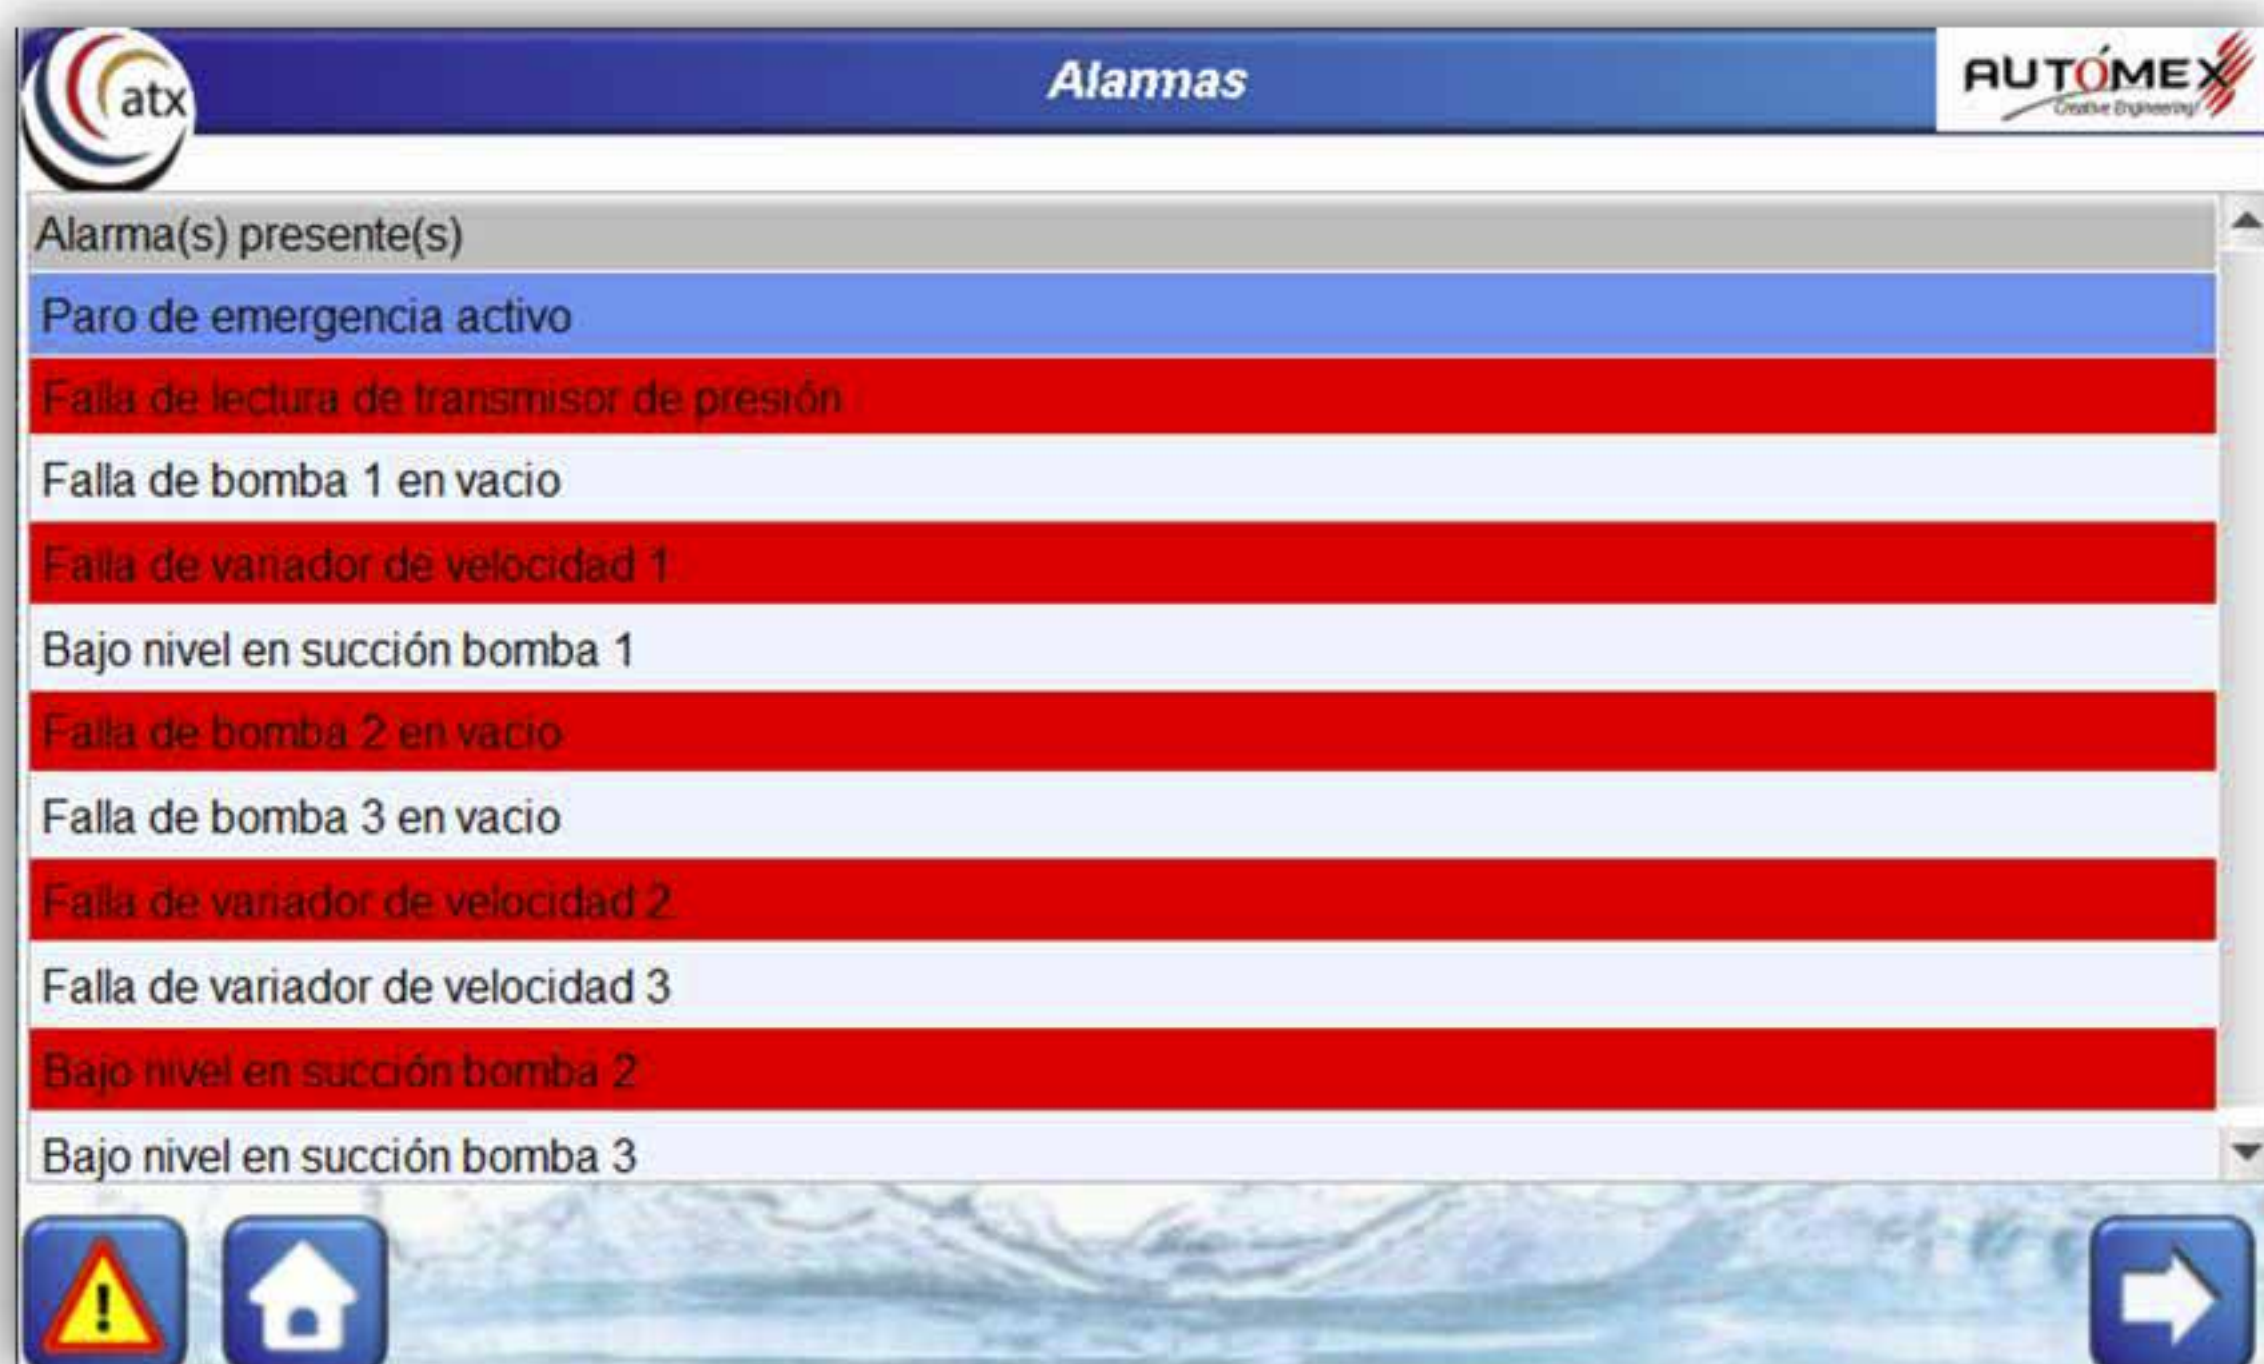 atx
Alarmas
AUTÓMEX
Creative Engineering!
Alarma(s) presente(s)
Paro de emergencia activo
Falla de lectura de transmisor de presión
Falla de bomba 1 en vacio
Falla de variador de velocidad 1
Bajo nivel en succión bomba 1
Falla de bomba 2 en vacio
Falla de bomba 3 en vacio
Falla de variador de velocidad 2
Falla de variador de velocidad 3
Bajo nivel en succión bomba 2
Bajo nivel en succión bomba 3